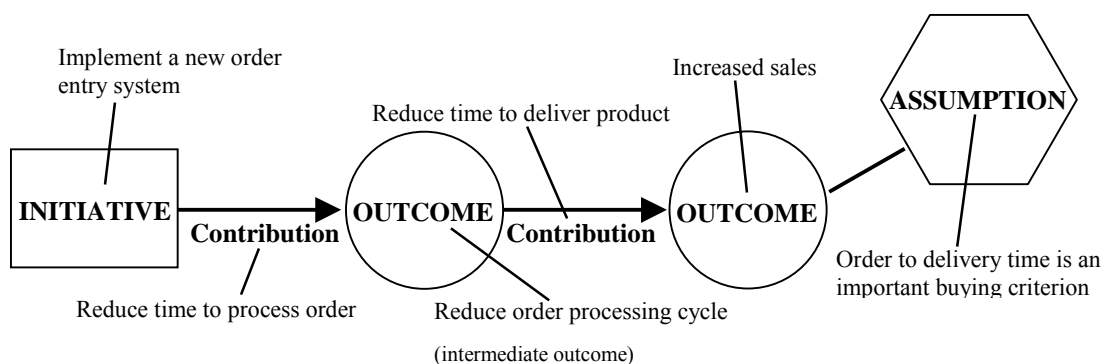 Implement a new order
entry system
Increased sales
ASSUMPTION
Reduce time to deliver product
INITIATIVE
OUTCOME
OUTCOME
Contribution
Contribution
Order to delivery time is an
important buying criterion
Reduce time to process order
Reduce order processing cycle
(intermediate outcome)